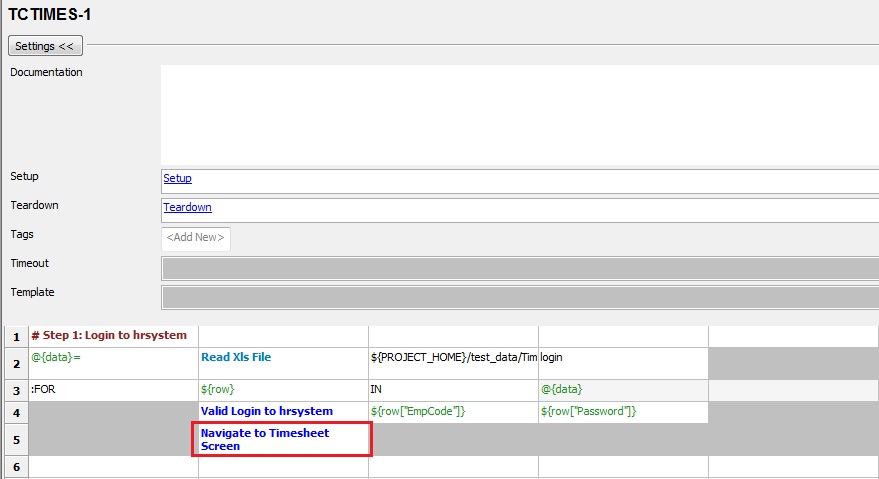 TCTIMES-1
Settings <<
Documentation
Setup
Setup
Teardown
Teardown
Tags
<Add New>
Timeout
Template
1 # Step 1: Login to hrsystem
2 @{data}= Read Xls File ${PROJECT_HOME}/test_data/Tim login
3 :FOR ${row} IN @{data}
4 Valid Login to hrsystem ${row["EmpCode"]} ${row["Password"]}
5 Navigate to Timesheet
Screen
6